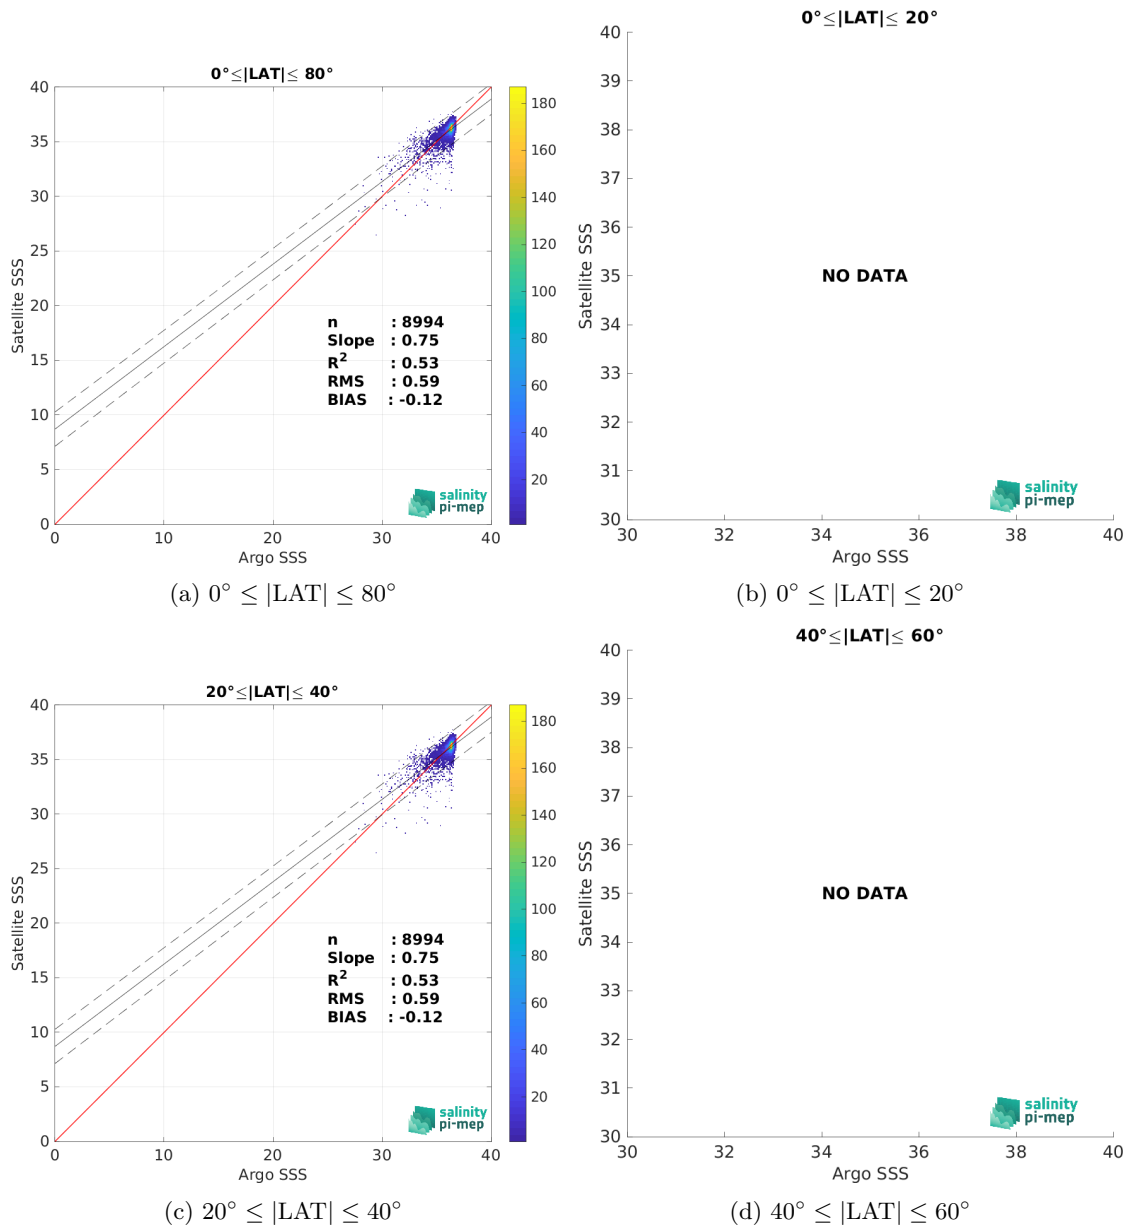 0°≤|LAT|≤ 80°
40
35
30
25
20
15
10
5
0
Satellite SSS
0
10
20
30
40
Argo SSS
180
160
140
120
100
80
60
40
20
n : 8994
Slope : 0.75
R² : 0.53
RMS : 0.59
BIAS : -0.12
salinity
pi-mep
(a) 0° ≤ |LAT| ≤ 80°
0°≤|LAT|≤ 20°
40
39
38
37
36
35
34
33
32
31
30
Satellite SSS
NO DATA
30
32
34
36
38
40
Argo SSS
salinity
pi-mep
(b) 0° ≤ |LAT| ≤ 20°
20°≤|LAT|≤ 40°
40
35
30
25
20
15
10
5
0
Satellite SSS
0
10
20
30
40
Argo SSS
180
160
140
120
100
80
60
40
20
n : 8994
Slope : 0.75
R² : 0.53
RMS : 0.59
BIAS : -0.12
salinity
pi-mep
(c) 20° ≤ |LAT| ≤ 40°
40°≤|LAT|≤ 60°
40
39
38
37
36
35
34
33
32
31
30
Satellite SSS
NO DATA
30
32
34
36
38
40
Argo SSS
salinity
pi-mep
(d) 40° ≤ |LAT| ≤ 60°